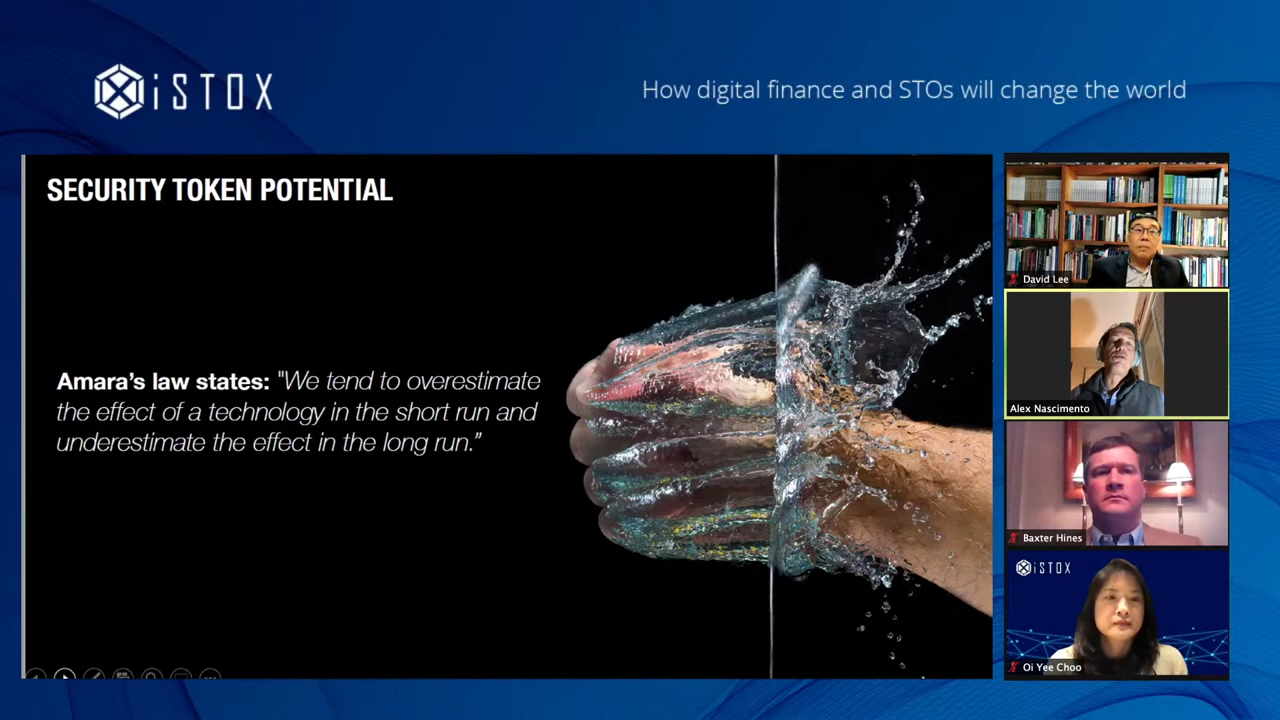 iSTOX
How digital finance and STOs will change the world
SECURITY TOKEN POTENTIAL
Amara's law states: "We tend to overestimate
the effect of a technology in the short run and
underestimate the effect in the long run."
David Lee
Alex Nascimento
Baxter Hines
iSTOX
Oi Yee Choo